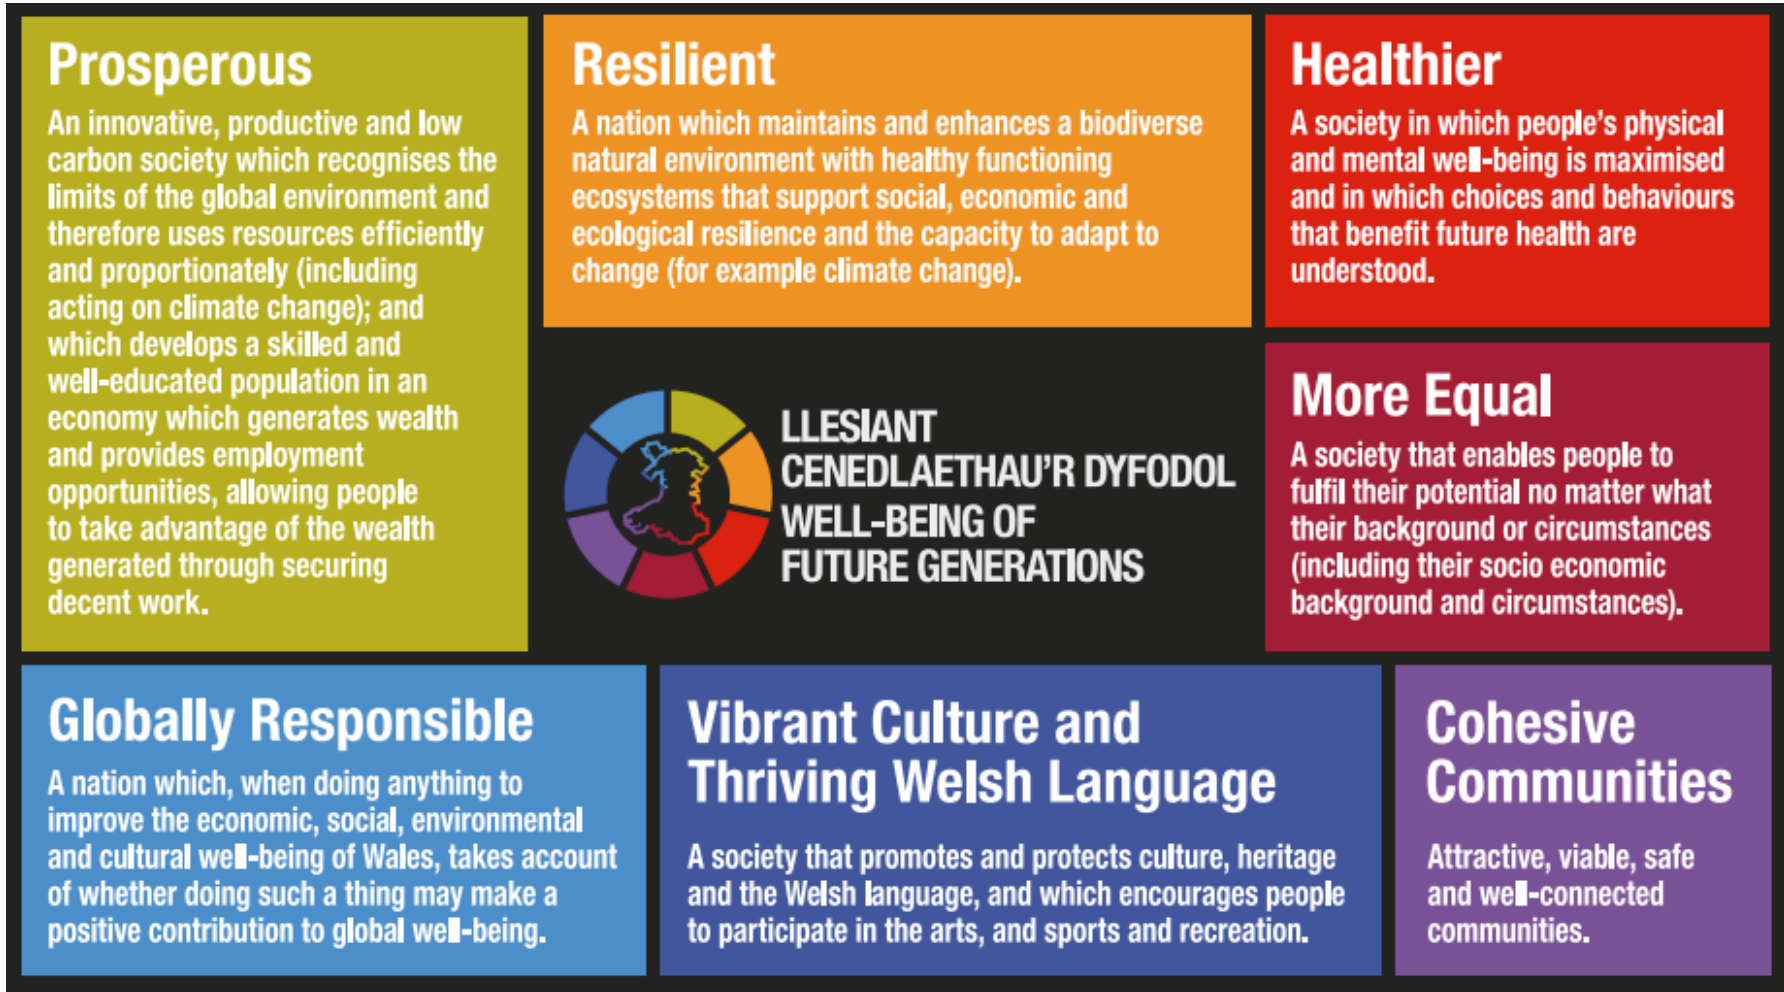 Prosperous
An innovative, productive and low
carbon society which recognises the
limits of the global environment and
therefore uses resources efficiently
and proportionately (including
acting on climate change); and
which develops a skilled and
well-educated population in an
economy which generates wealth
and provides employment
opportunities, allowing people
to take advantage of the wealth
generated through securing
decent work.
Resilient
A nation which maintains and enhances a biodiverse
natural environment with healthy functioning
ecosystems that support social, economic and
ecological resilience and the capacity to adapt to
change (for example climate change).
Healthier
A society in which people's physical
and mental well-being is maximised
and in which choices and behaviours
that benefit future health are
understood.
LLESIANT
CENEDLAETHAU'R DYFODOL
WELL-BEING OF
FUTURE GENERATIONS
More Equal
A society that enables people to
fulfil their potential no matter what
their background or circumstances
(including their socio economic
background and circumstances).
Globally Responsible
A nation which, when doing anything to
improve the economic, social, environmental
and cultural well-being of Wales, takes account
of whether doing such a thing may make a
positive contribution to global well-being.
Vibrant Culture and
Thriving Welsh Language
A society that promotes and protects culture, heritage
and the Welsh language, and which encourages people
to participate in the arts, and sports and recreation.
Cohesive
Communities
Attractive, viable, safe
and well-connected
communities.